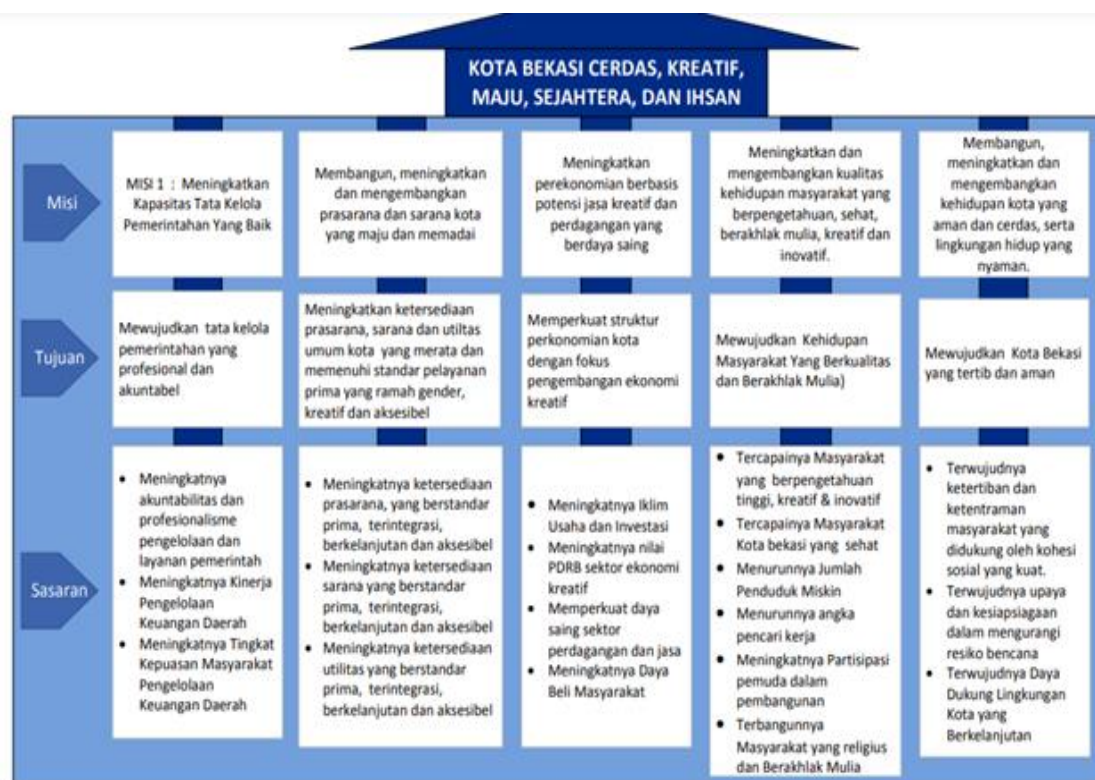 KOTA BEKASI CERDAS, KREATIF,
MAJU, SEJAHTERA, DAN IHSAN
Misi
MISI 1 : Meningkatkan
Kapasitas Tata Kelola
Pemerintahan Yang Baik
Membangun, meningkatkan
dan mengembangkan
prasarana dan sarana kota
yang maju dan memadai
Meningkatkan
perekonomian berbasis
potensi jasa kreatif dan
perdagangan yang
berdaya saing
Meningkatkan dan
mengembangkan kualitas
kehidupan masyarakat yang
berpengetahuan, sehat,
berakhlak mulia, kreatif dan
inovatif.
Membangun,
meningkatkan dan
mengembangkan
kehidupan kota yang
aman dan cerdas, serta
lingkungan hidup yang
nyaman.
Tujuan
Mewujudkan tata kelola
pemerintahan yang
profesional dan
akuntabel
Meningkatkan ketersediaan
prasarana, sarana dan utiltas
umum kota yang merata dan
memenuhi standar pelayanan
prima yang ramah gender,
kreatif dan aksesibel
Memperkuat struktur
perkonomian kota
dengan fokus
pengembangan ekonomi
kreatif
Mewujudkan Kehidupan
Masyarakat Yang Berkualitas
dan Berakhlak Mulia)
Mewujudkan Kota Bekasi
yang tertib dan aman
Sasaran
• Meningkatnya
akuntabilitas dan
profesionalisme
pengelolaan dan
layanan pemerintah
• Meningkatnya Kinerja
Pengelolaan
Keuangan Daerah
• Meningkatnya Tingkat
Kepuasan Masyarakat
Pengelolaan
Keuangan Daerah
• Meningkatnya ketersediaan
prasarana, yang berstandar
prima, terintegrasi,
berkelanjutan dan aksesibel
• Meningkatnya ketersediaan
sarana yang berstandar
prima, terintegrasi,
berkelanjutan dan aksesibel
• Meningkatnya ketersediaan
utilitas yang berstandar
prima, terintegrasi,
berkelanjutan dan aksesibel
• Meningkatnya Iklim
Usaha dan Investasi
• Meningkatnya nilai
PDRB sektor ekonomi
kreatif
• Memperkuat daya
saing sektor
perdagangan dan jasa
• Meningkatnya Daya
Beli Masyarakat
• Tercapainya Masyarakat
yang berpengetahuan
tinggi, kreatif & inovatif
• Tercapainya Masyarakat
Kota bekasi yang sehat
• Menurunnya Jumlah
Penduduk Miskin
• Menurunnya angka
pencari kerja
• Meningkatnya Partisipasi
pemuda dalam
pembangunan
• Terbangunnya
Masyarakat yang religius
dan Berakhlak Mulia
• Terwujudnya
ketertiban dan
ketentraman
masyarakat yang
didukung oleh kohesi
sosial yang kuat.
• Terwujudnya upaya
dan kesiapsiagaan
dalam mengurangi
resiko bencana
• Terwujudnya Daya
Dukung Lingkungan
Kota yang
Berkelanjutan